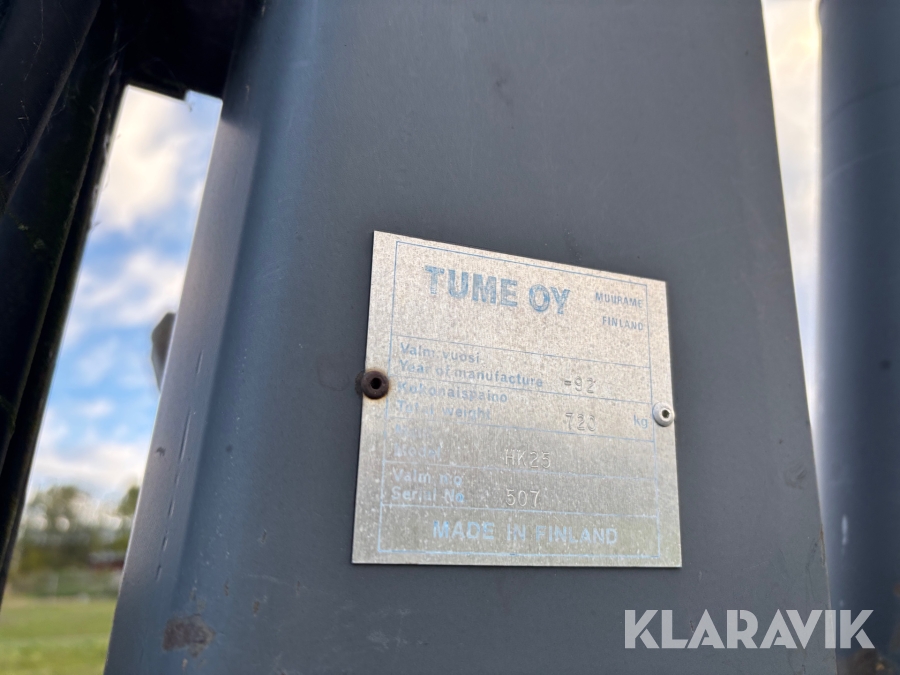 TUME OY
MUURAME
FINLAND
Valm.vuosi
Year of manufacture -92
Kokonaispaino
Total weight kg
Model HK25
Valm.no
Serial No 507
MADE IN FINLAND
KLARAVIK